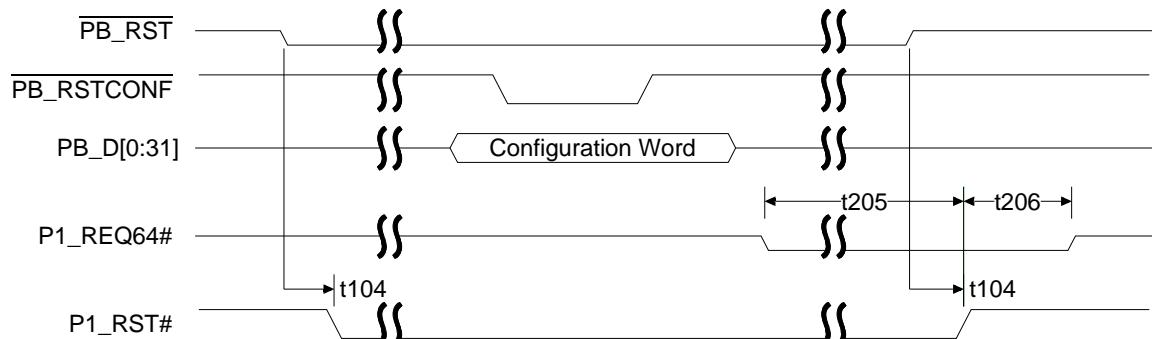 PB_RST
PB_RSTCONF
PB_D[0:31]
Configuration Word
t205
t206
P1_REQ64#
t104
t104
P1_RST#